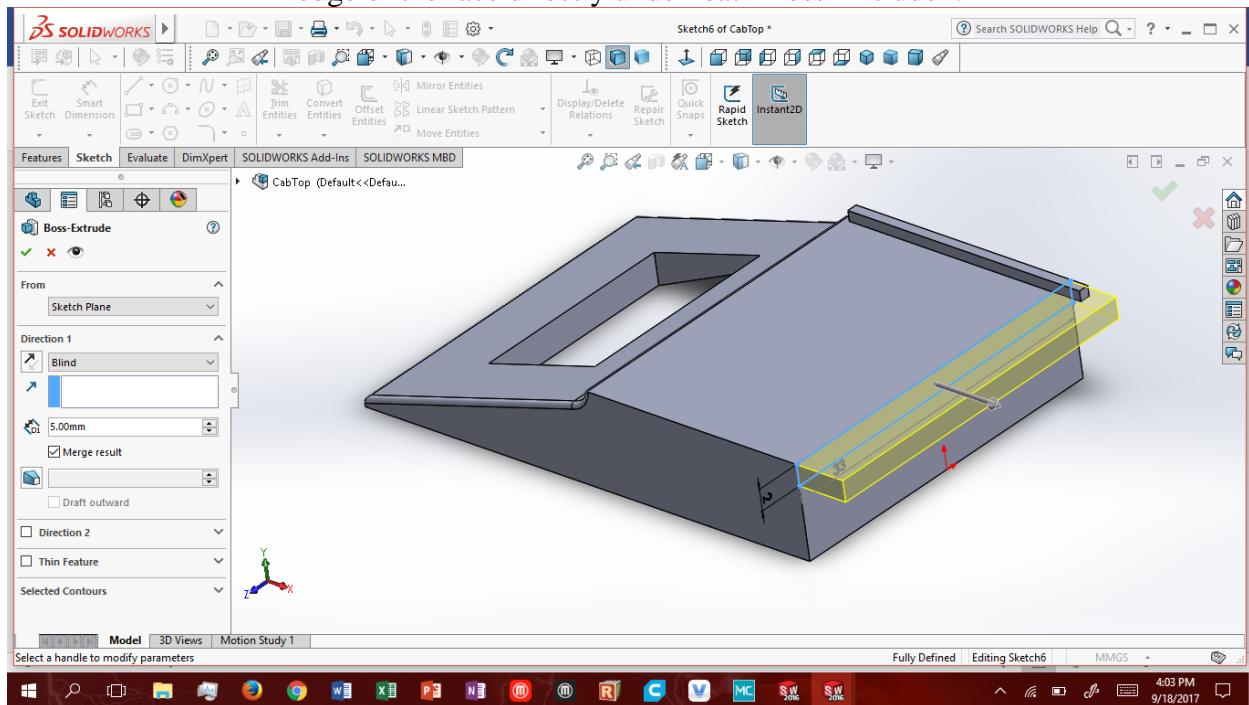 SOLIDWORKS
Sketch6 of CabTop *
Search SOLIDWORKS Help
Exit Sketch
Smart Dimension
Trim Entities
Convert Entities
Offset Entities
Mirror Entities
Linear Sketch Pattern
Move Entities
Display/Delete Relations
Repair Sketch
Quick Snaps
Rapid Sketch
Instant2D
Features Sketch Evaluate DimXpert SOLIDWORKS Add-Ins SOLIDWORKS MBD
CabTop (Default<<Defau...
Boss-Extrude
From
Sketch Plane
Direction 1
Blind
D1 5.00mm
Merge result
Draft outward
Direction 2
Thin Feature
Selected Contours
33
2
Y
Z X
Model 3D Views Motion Study 1
Select a handle to modify parameters
Fully Defined Editing Sketch6 MMGS
4:03 PM
9/18/2017